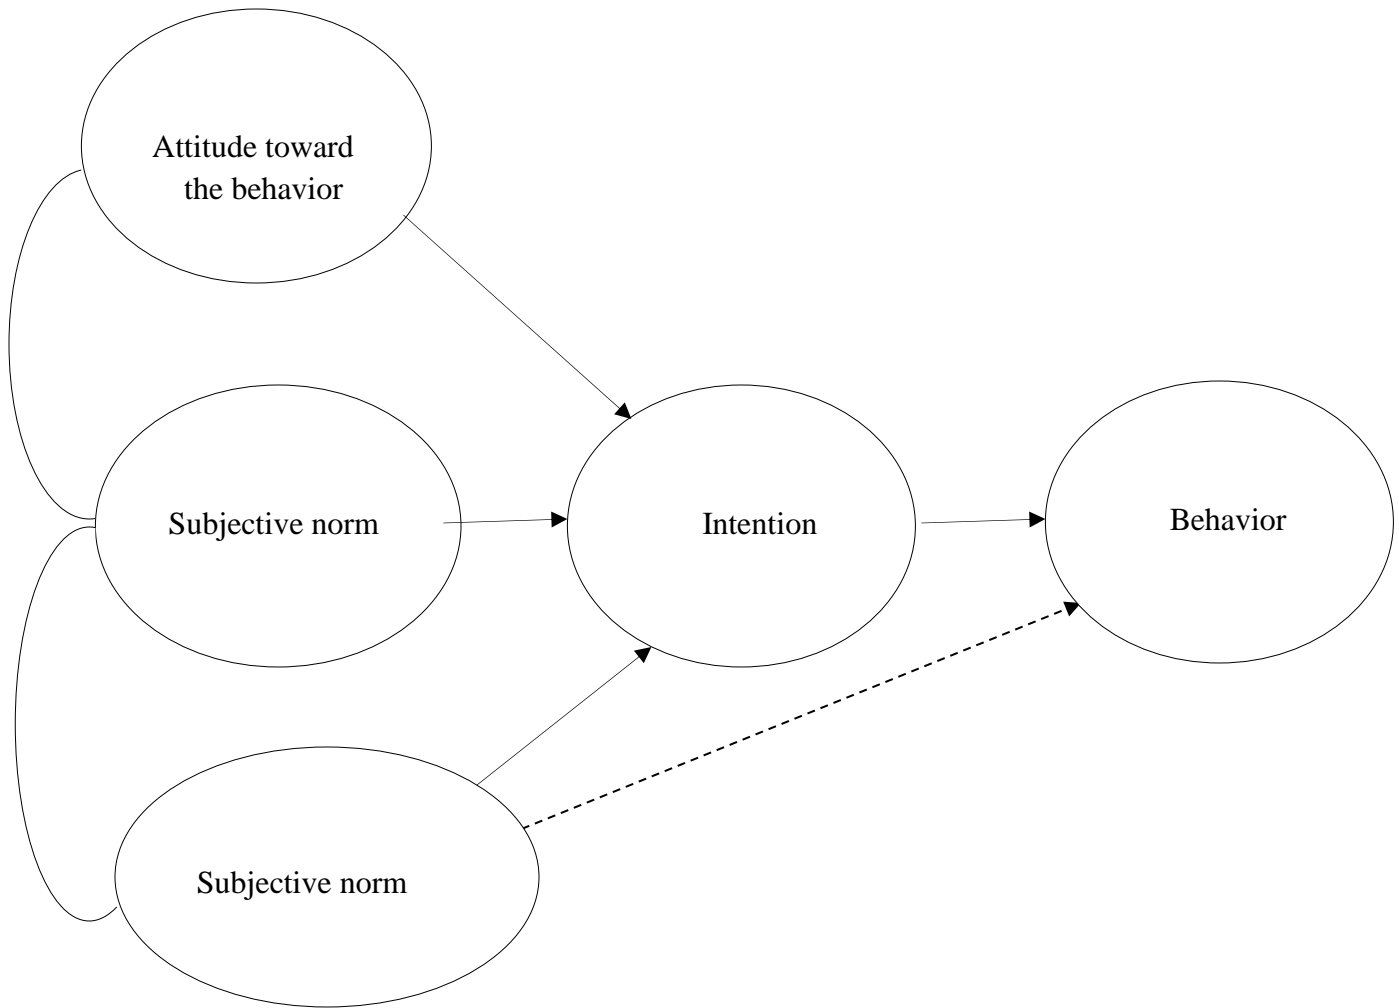 Attitude toward
the behavior
Subjective norm
Intention
Behavior
Subjective norm